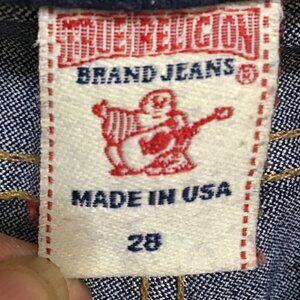 TRUE RELIGION
BRAND JEANS ®
MADE IN USA
28